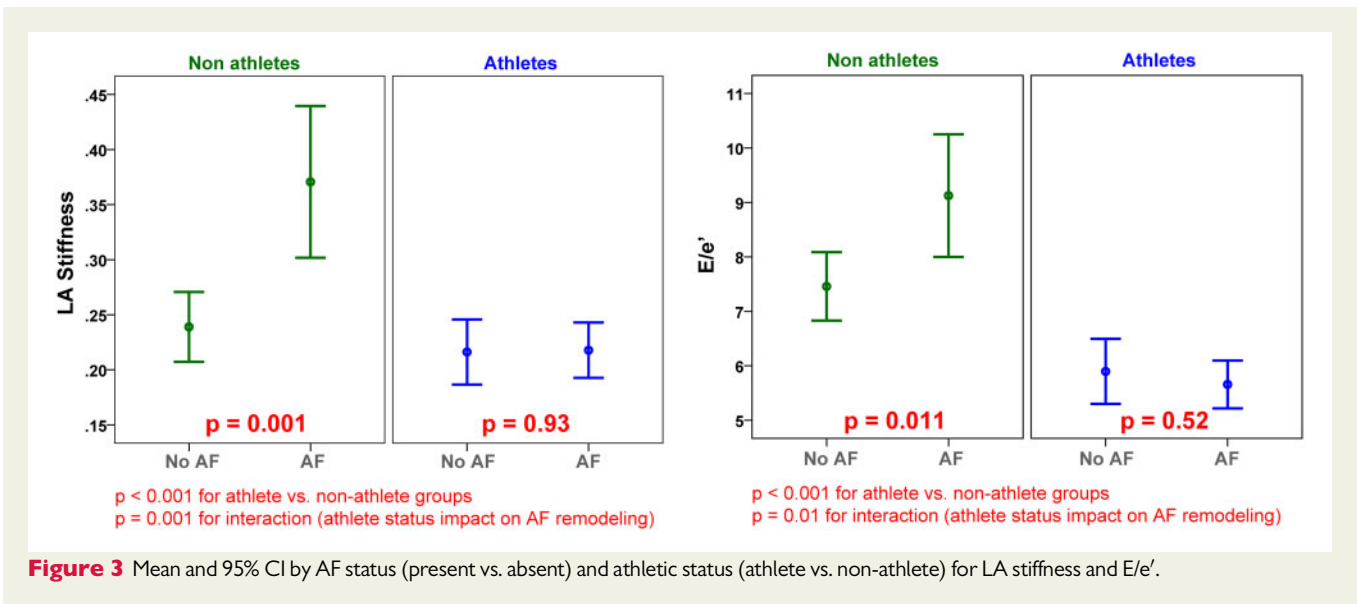 Non athletes
Athletes
LA Stiffness
.45
.40
.35
.30
.25
.20
.15
p = 0.001
p = 0.93
No AF
AF
No AF
AF
p < 0.001 for athlete vs. non-athlete groups
p = 0.001 for interaction (athlete status impact on AF remodeling)
Non athletes
Athletes
E/e'
11
10
9
8
7
6
5
p = 0.011
p = 0.52
No AF
AF
No AF
AF
p < 0.001 for athlete vs. non-athlete groups
p = 0.01 for interaction (athlete status impact on AF remodeling)
Figure 3 Mean and 95% CI by AF status (present vs. absent) and athletic status (athlete vs. non-athlete) for LA stiffness and E/e′.